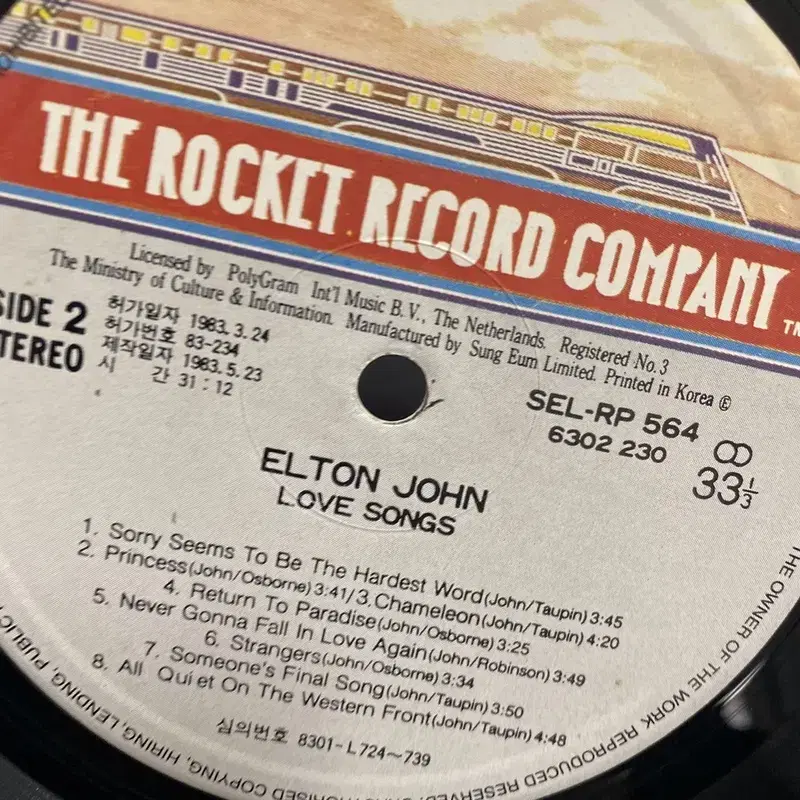 THE ROCKET RECORD COMPANY TM
Licensed by PolyGram Int'l Music B.V., The Netherlands. Registered No.3
The Ministry of Culture & Information. Manufactured by Sung Eum Limited. Printed in Korea Ⓔ
SIDE 2
STEREO
허가일자 1983.3.24
허가번호 83-234
제작일자 1983.5.23
시 간 31:12
SEL-RP 564
6302 230
33 1/3
ELTON JOHN
LOVE SONGS
1. Sorry Seems To Be The Hardest Word(John/Taupin) 3:45
2. Princess(John/Osborne) 3:41/3. Chameleon(John/Taupin) 4:20
4. Return To Paradise(John/Osborne) 3:25
5. Never Gonna Fall In Love Again(John/Robinson) 3:49
6. Strangers(John/Osborne) 3:34
7. Someone's Final Song(John/Taupin) 3:50
8. All Quiet On The Western Front(John/Taupin) 4:48
심의번호 8301-L724~739
THE OWNER OF THE WORK REPRODUCED RESERVED.
COPYING, HIRING, LENDING, PUBLIC